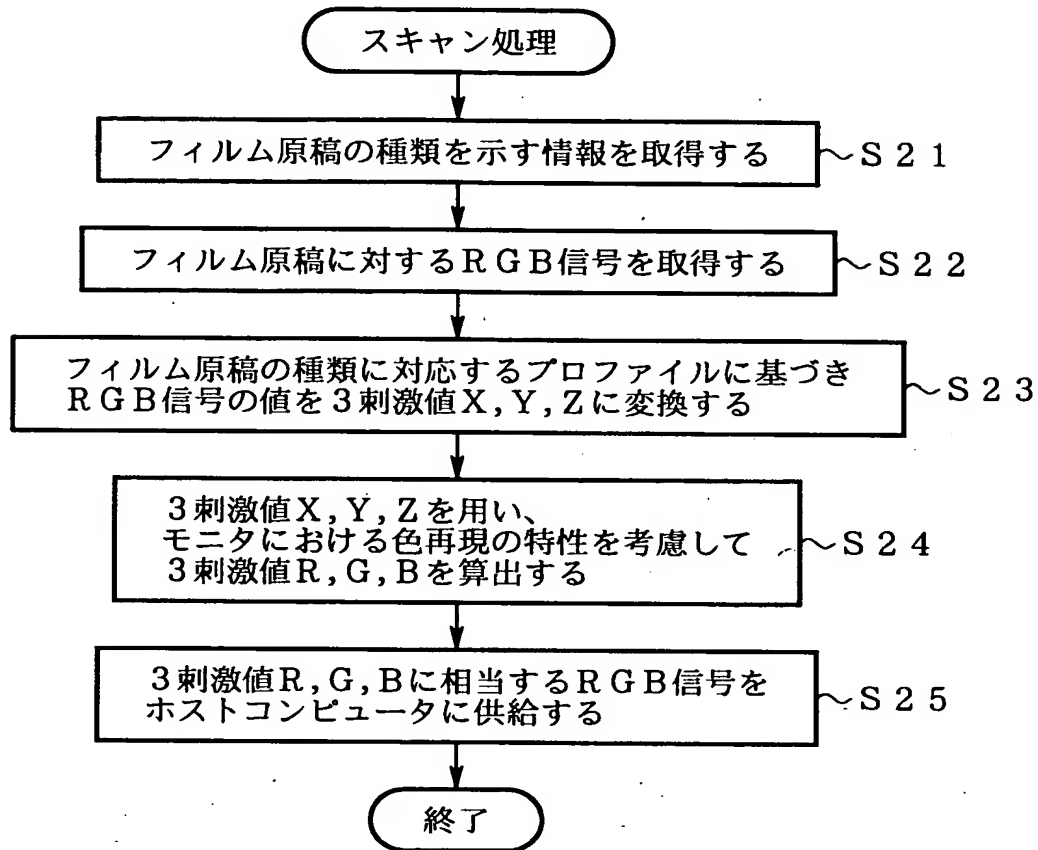 スキャン処理
フィルム原稿の種類を示す情報を取得する ～S21
フィルム原稿に対するRGB信号を取得する ～S22
フィルム原稿の種類に対応するプロファイルに基づき
RGB信号の値を3刺激値X,Y,Zに変換する ～S23
3刺激値X,Y,Zを用い、
モニタにおける色再現の特性を考慮して ～S24
3刺激値R,G,Bを算出する
3刺激値R,G,Bに相当するRGB信号を
ホストコンピュータに供給する ～S25
終了